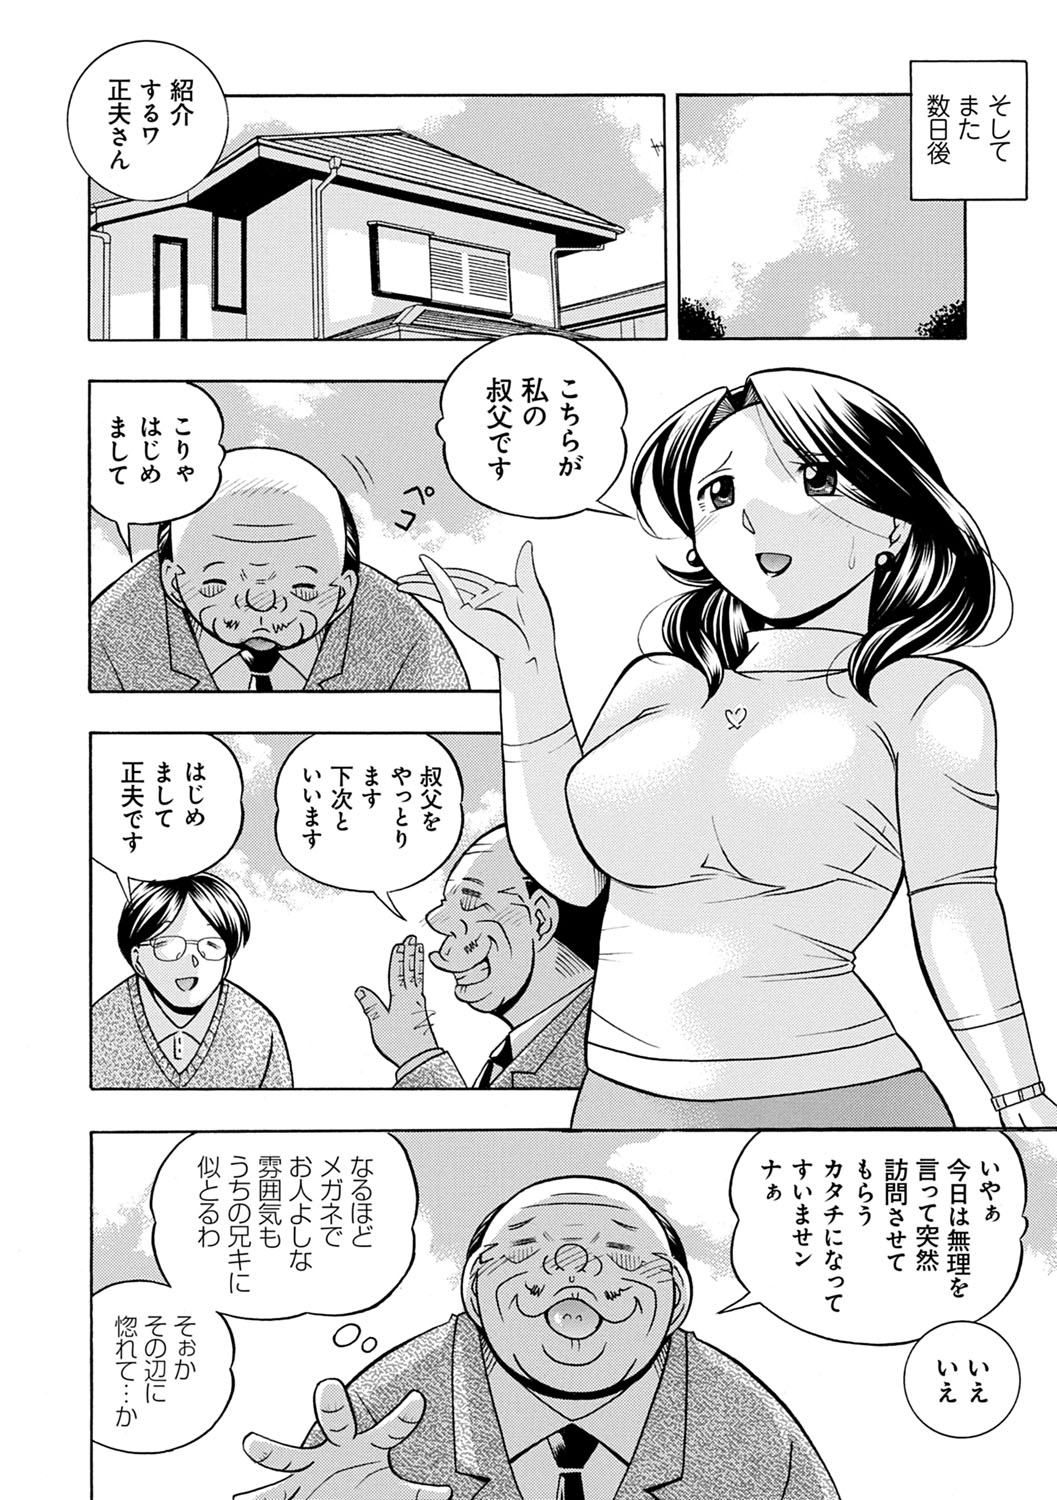 そして
また
数日後
紹介
するワ
正夫さん
こちらが
私の
叔父です
こりゃ
はじめ
まして
ペコ
叔父を
やっとり
ます
下次と
いいます
はじめ
まして
正夫です
いやぁ
今日は無理を
言って突然
訪問させて
もらう
カタチになって
すいませン
ナぁ
いえ
いえ
なるほど
メガネで
お人よしな
雰囲気も
うちの兄キに
似とるわ
そぉか
その辺に
惚れて…か